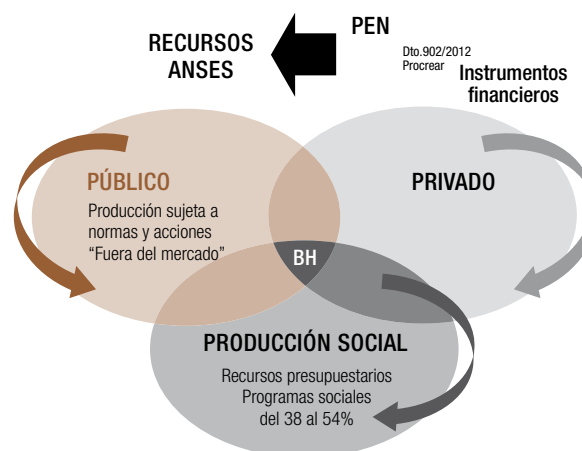 PEN
RECURSOS
ANSES
Dto.902/2012
Procrear
Instrumentos
financieros
PÚBLICO
Producción sujeta a
normas y acciones
“Fuera del mercado”
PRIVADO
BH
PRODUCCIÓN SOCIAL
Recursos presupuestarios
Programas sociales
del 38 al 54%